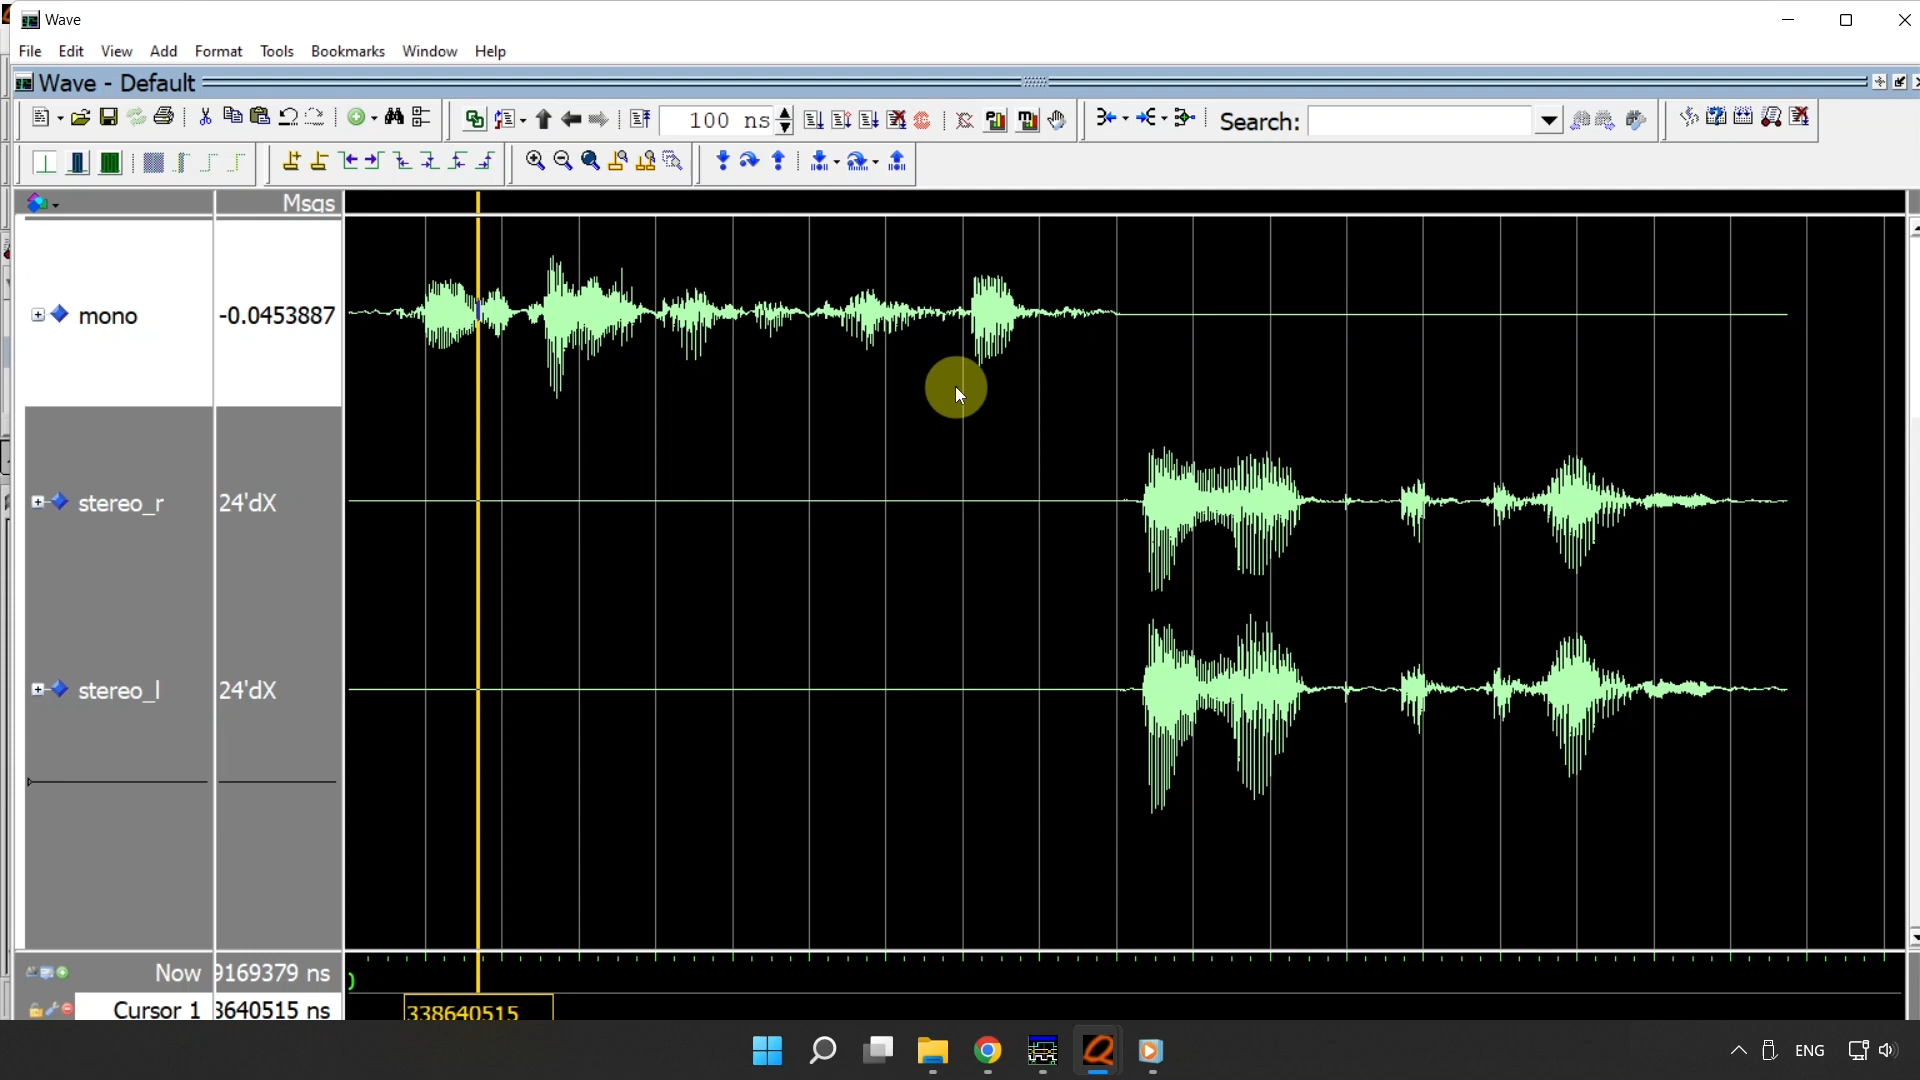 Wave
File Edit View Add Format Tools Bookmarks Window Help
Wave - Default
100 ns Search:
Msgs
mono -0.0453887
stereo_r 24'dX
stereo_l 24'dX
Now 9169379 ns
Cursor 1 3640515 ns 338640515
ENG